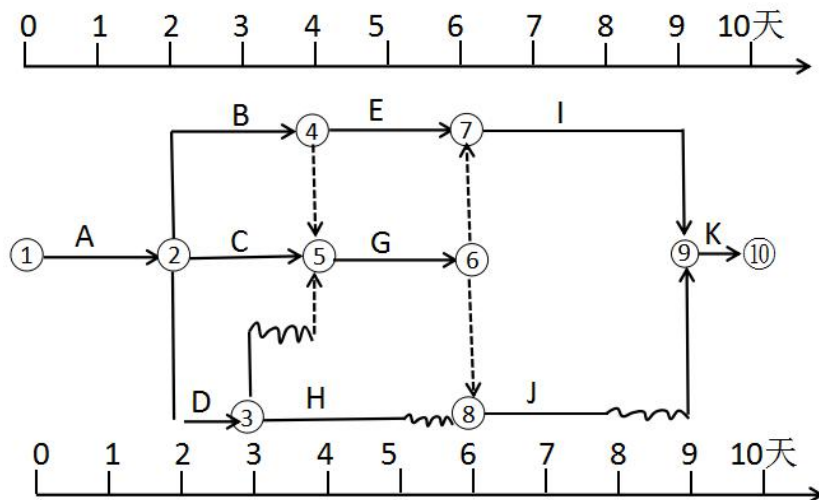 0 1 2 3 4 5 6 7 8 9 10天
B ④ E ⑦ I
① A ② C ⑤ G ⑥ ⑨ K ⑩
D ③ H ⑧ J
0 1 2 3 4 5 6 7 8 9 10天